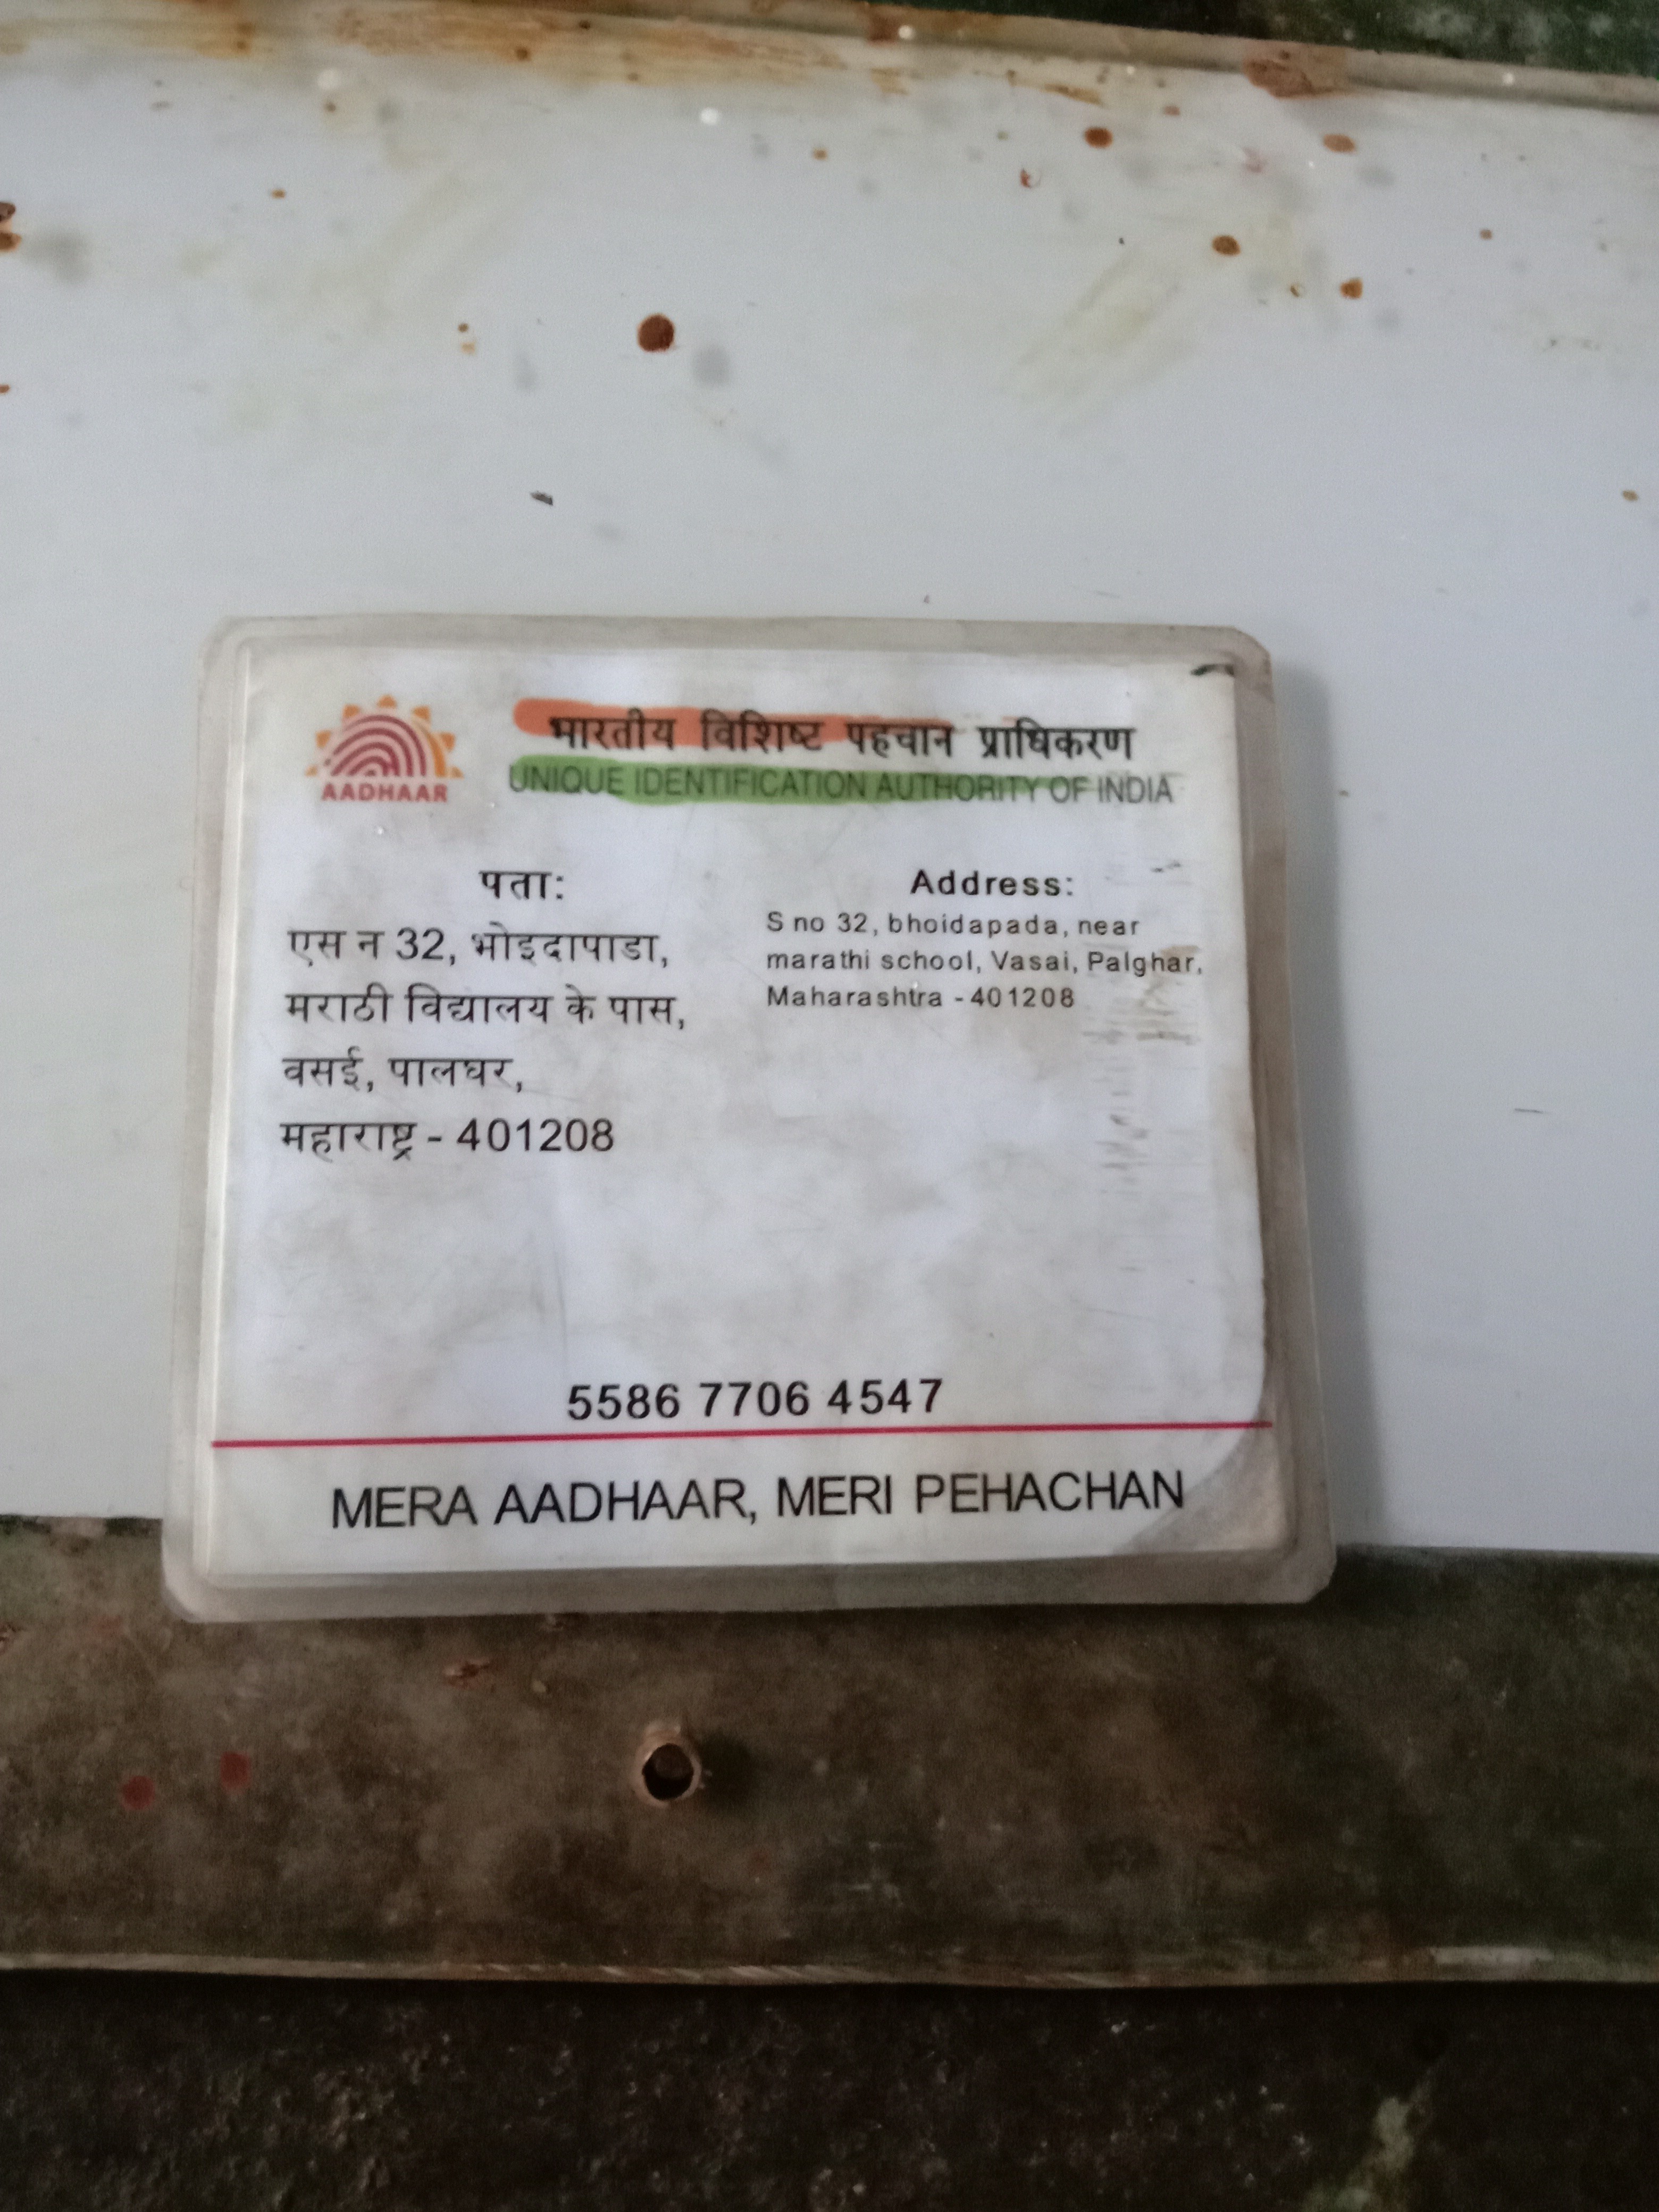 AADHAAR
भारतीय विशिष्ट पहचान प्राधिकरण
UNIQUE IDENTIFICATION AUTHORITY OF INDIA
पता:
एस न 32, भोइदापाडा,
मराठी विद्यालय के पास,
वसई, पालघर,
महाराष्ट्र - 401208
Address:
S no 32, bhoidapada, near
marathi school, Vasai, Palghar,
Maharashtra - 401208
5586 7706 4547
MERA AADHAAR, MERI PEHACHAN